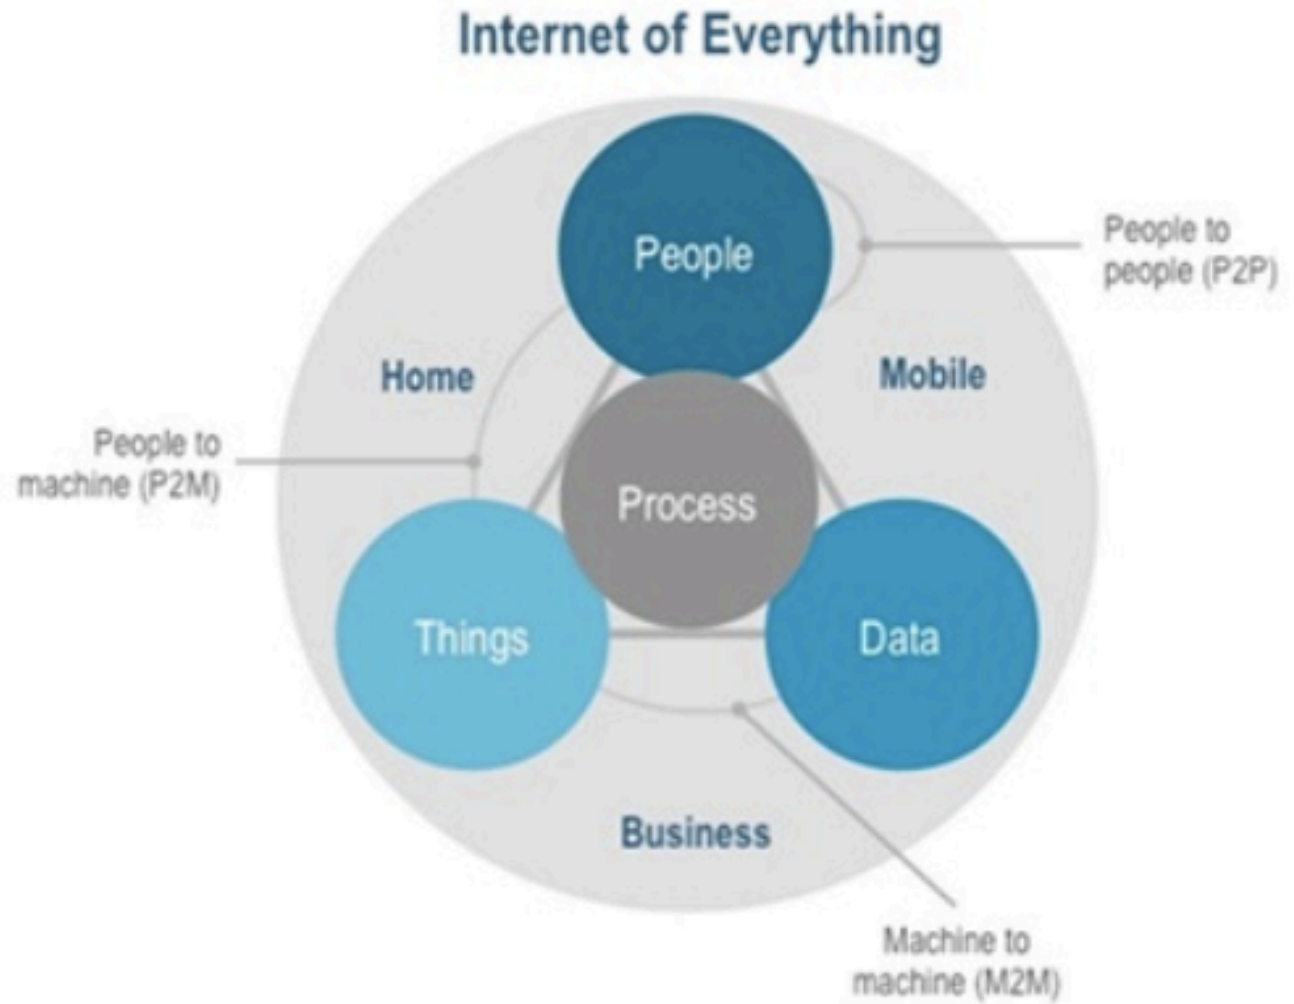 Internet of Everything
People
People to
people (P2P)
Home
Mobile
People to
machine (P2M)
Process
Things
Data
Business
Machine to
machine (M2M)